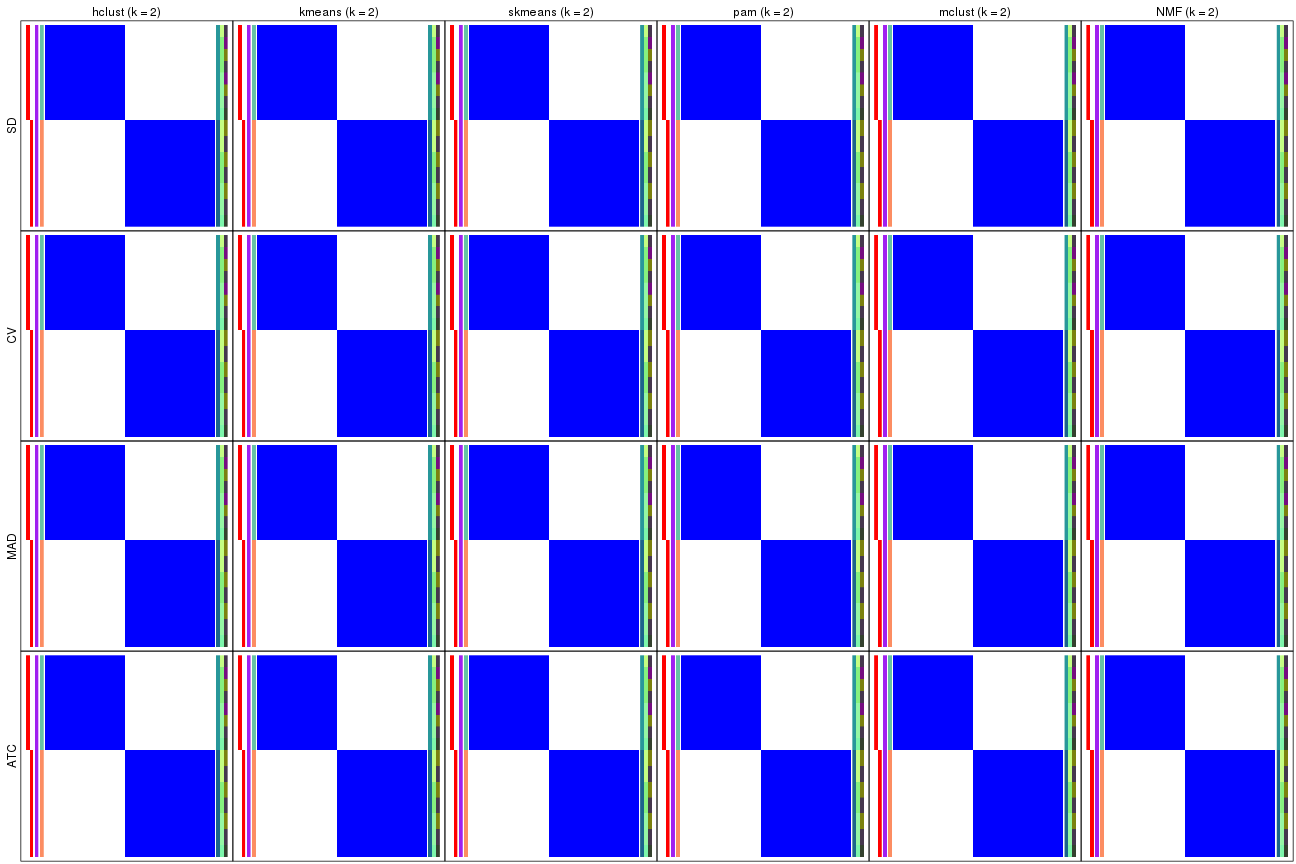 hclust (k = 2) kmeans (k = 2) skmeans (k = 2) pam (k = 2) mclust (k = 2) NMF (k = 2)
SD
CV
MAD
ATC